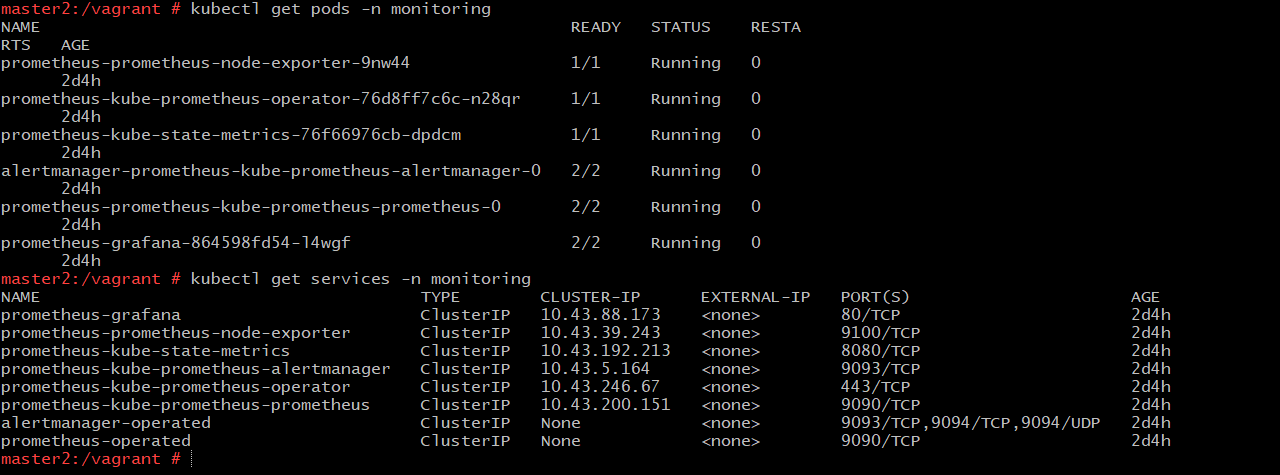 master2:/vagrant # kubectl get pods -n monitoring
NAME READY STATUS RESTA
RTS AGE
prometheus-prometheus-node-exporter-9nw44 1/1 Running 0
2d4h
prometheus-kube-prometheus-operator-76d8ff7c6c-n28qr 1/1 Running 0
2d4h
prometheus-kube-state-metrics-76f66976cb-dpdcm 1/1 Running 0
2d4h
alertmanager-prometheus-kube-prometheus-alertmanager-0 2/2 Running 0
2d4h
prometheus-prometheus-kube-prometheus-prometheus-0 2/2 Running 0
2d4h
prometheus-grafana-864598fd54-l4wgf 2/2 Running 0
2d4h
master2:/vagrant # kubectl get services -n monitoring
NAME TYPE CLUSTER-IP EXTERNAL-IP PORT(S) AGE
prometheus-grafana ClusterIP 10.43.88.173 <none> 80/TCP 2d4h
prometheus-prometheus-node-exporter ClusterIP 10.43.39.243 <none> 9100/TCP 2d4h
prometheus-kube-state-metrics ClusterIP 10.43.192.213 <none> 8080/TCP 2d4h
prometheus-kube-prometheus-alertmanager ClusterIP 10.43.5.164 <none> 9093/TCP 2d4h
prometheus-kube-prometheus-operator ClusterIP 10.43.246.67 <none> 443/TCP 2d4h
prometheus-kube-prometheus-prometheus ClusterIP 10.43.200.151 <none> 9090/TCP 2d4h
alertmanager-operated ClusterIP None <none> 9093/TCP,9094/TCP,9094/UDP 2d4h
prometheus-operated ClusterIP None <none> 9090/TCP 2d4h
master2:/vagrant #